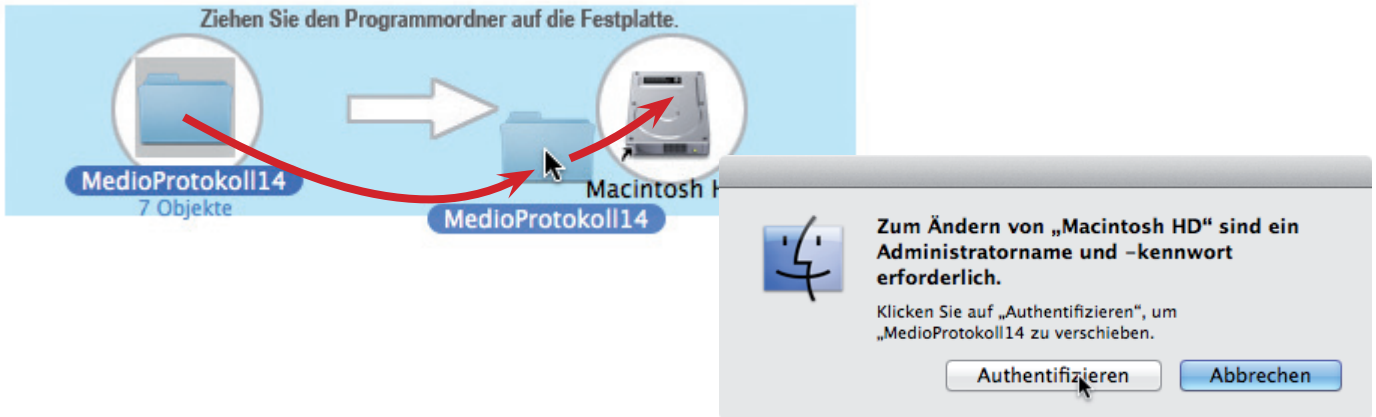 Ziehen Sie den Programmordner auf die Festplatte.
MedioProtokoll14
7 Objekte
Macintosh H
MedioProtokoll14
Zum Ändern von „Macintosh HD“ sind ein
Administratorname und –kennwort
erforderlich.
Klicken Sie auf „Authentifizieren“, um
„MedioProtokoll14 zu verschieben.
Authentifizieren
Abbrechen